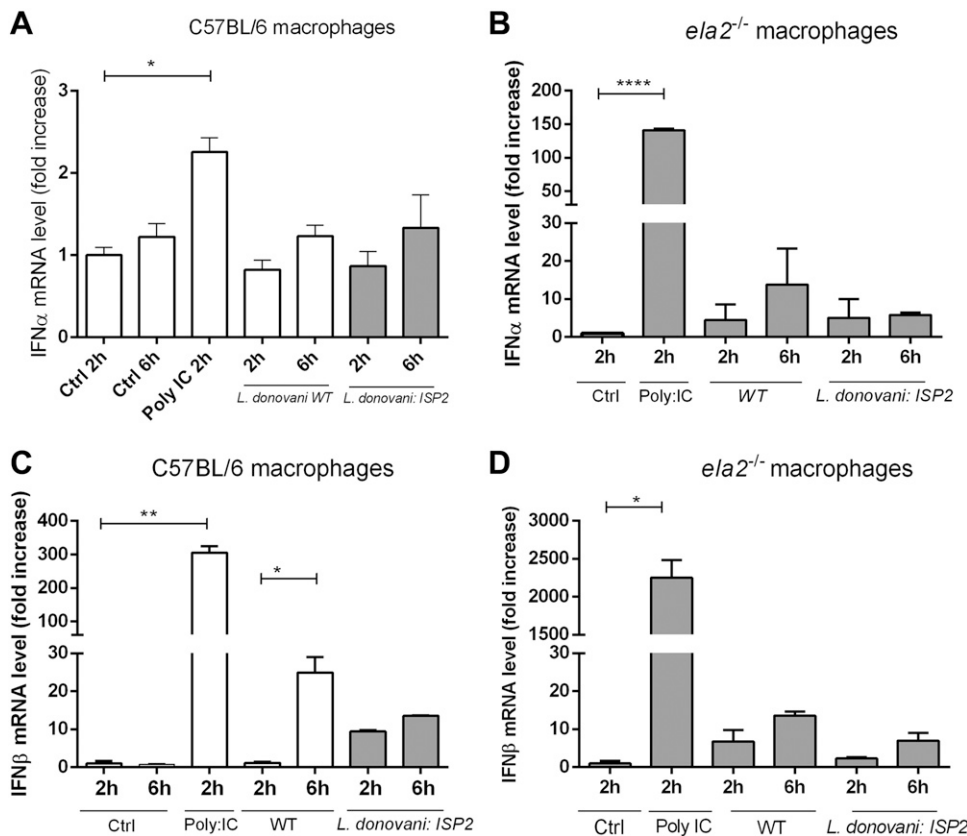 A
C57BL/6 macrophages
IFNα mRNA level (fold increase)
3
2
1
0
*
Ctrl 2h
Ctrl 6h
Poly IC 2h
2h
6h
2h
6h
L. donovani WT
L. donovani: ISP2
B
ela2-/- macrophages
IFNα mRNA level (fold increase)
200
150
100
50
30
20
10
0
****
2h
2h
2h
6h
2h
6h
Ctrl
Poly:IC
WT
L. donovani: ISP2
C
C57BL/6 macrophages
IFNβ mRNA level (fold increase)
400
300
200
100
30
20
10
0
**
*
2h
6h
2h
2h
6h
2h
6h
Ctrl
Poly:IC
WT
L. donovani: ISP2
D
ela2-/- macrophages
IFNβ mRNA level (fold increase)
3000
2500
2000
1500
1000
30
20
10
0
*
2h
2h
2h
6h
2h
6h
Ctrl
Poly IC
WT
L. donovani: ISP2